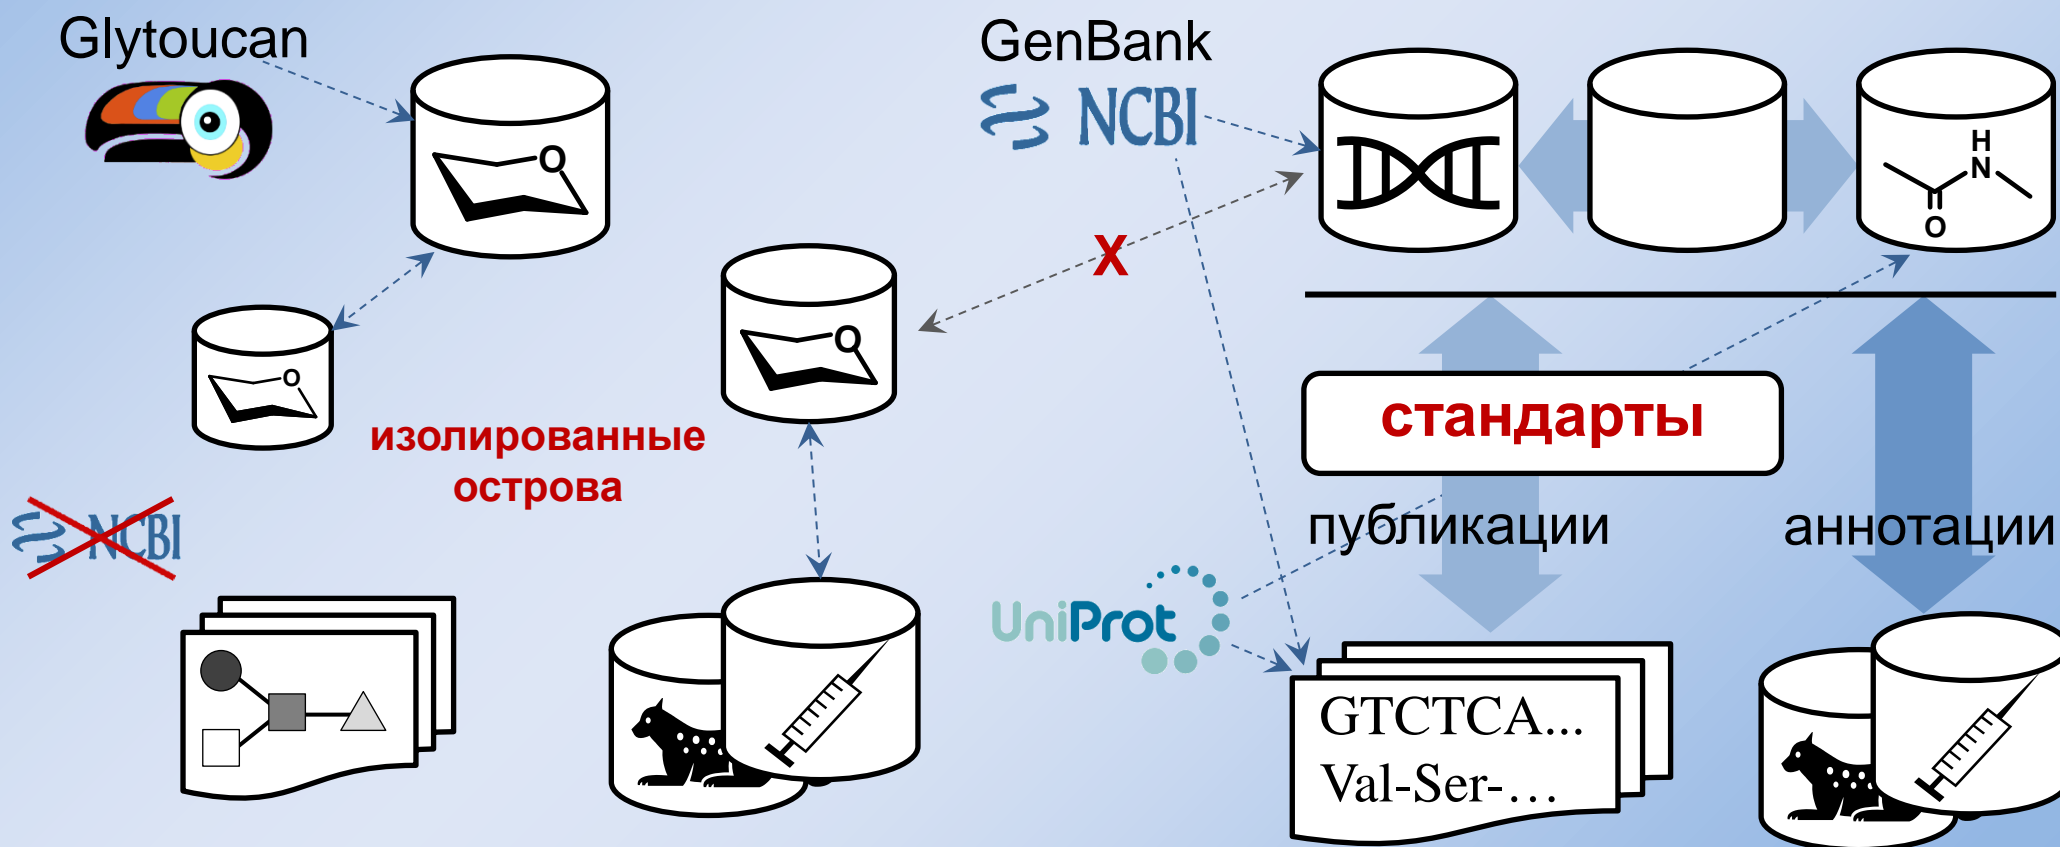 Glytoucan
GenBank
NCBI
O
H
N
O
X
O
O
изолированные
острова
стандарты
NCBI
публикации
аннотации
UniProt
GTCTCA...
Val-Ser-...